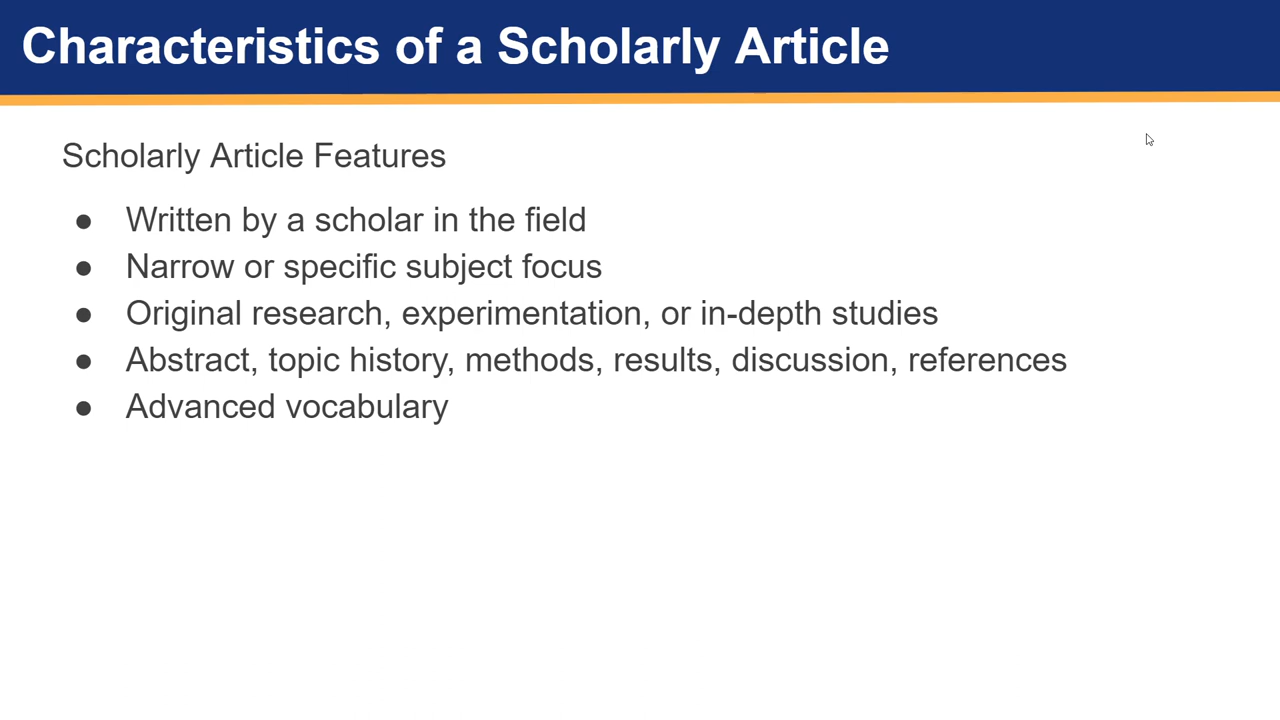 Characteristics of a Scholarly Article
Scholarly Article Features
● Written by a scholar in the field
● Narrow or specific subject focus
● Original research, experimentation, or in-depth studies
● Abstract, topic history, methods, results, discussion, references
● Advanced vocabulary